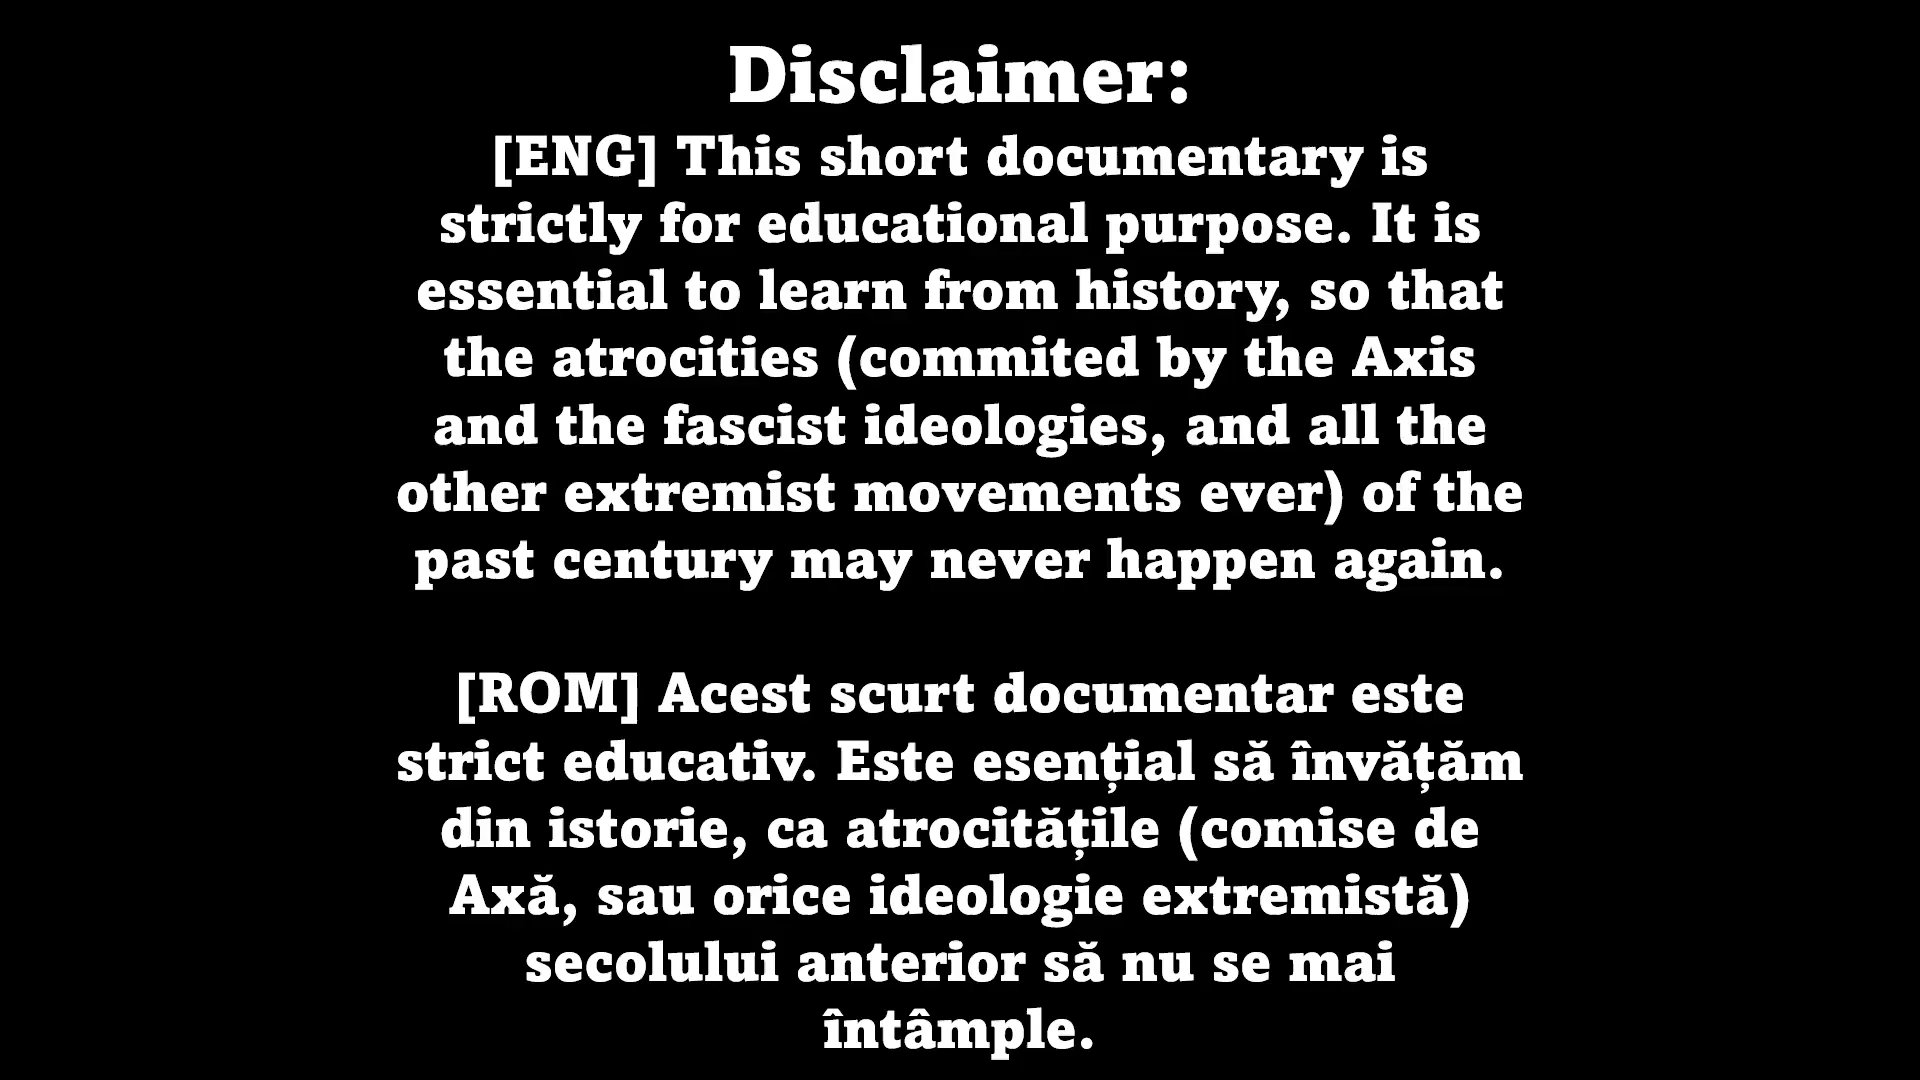 Disclaimer:
[ENG] This short documentary is
strictly for educational purpose. It is
essential to learn from history, so that
the atrocities (commited by the Axis
and the fascist ideologies, and all the
other extremist movements ever) of the
past century may never happen again.
[ROM] Acest scurt documentar este
strict educativ. Este esențial să învățăm
din istorie, ca atrocitățile (comise de
Axă, sau orice ideologie extremistă)
secolului anterior să nu se mai
întâmple.